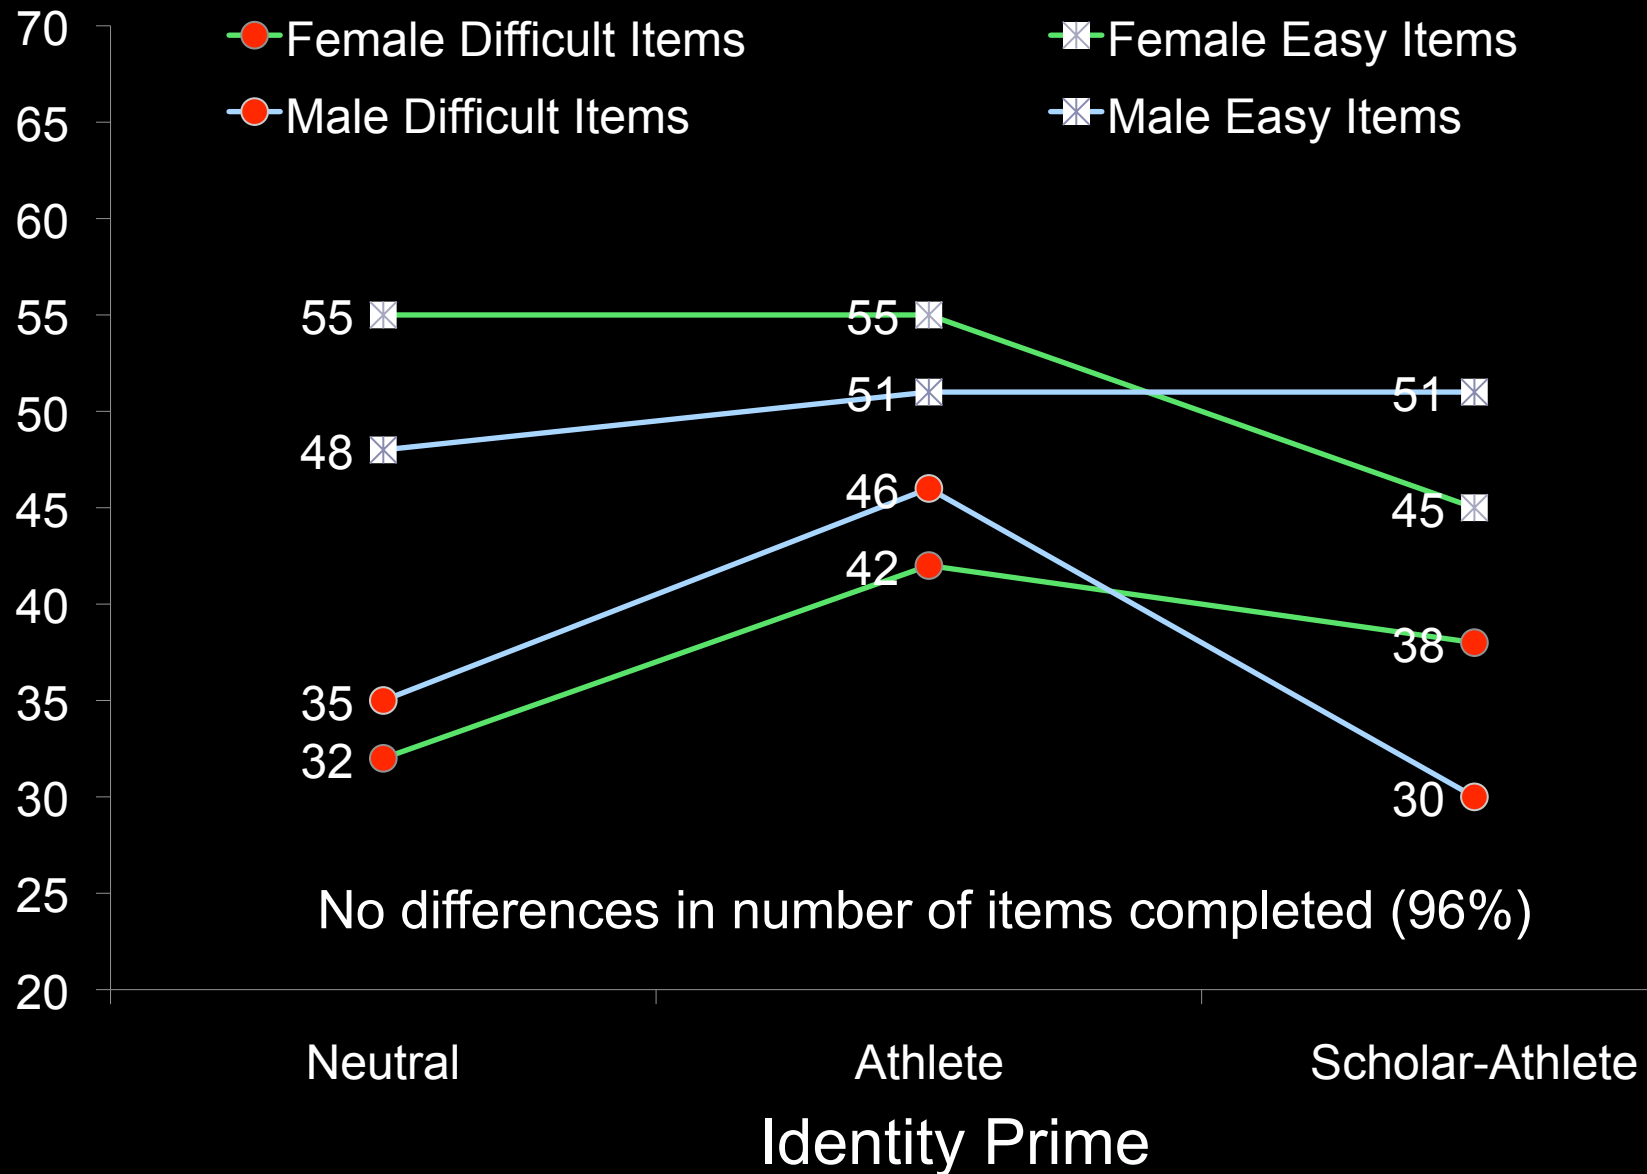 70
Female Difficult Items
Female Easy Items
65
Male Difficult Items
Male Easy Items
60
55
55
55
50
51
51
48
45
46
45
40
42
38
35
35
32
30
30
25
No differences in number of items completed (96%)
20
Neutral
Athlete
Scholar-Athlete
Identity Prime